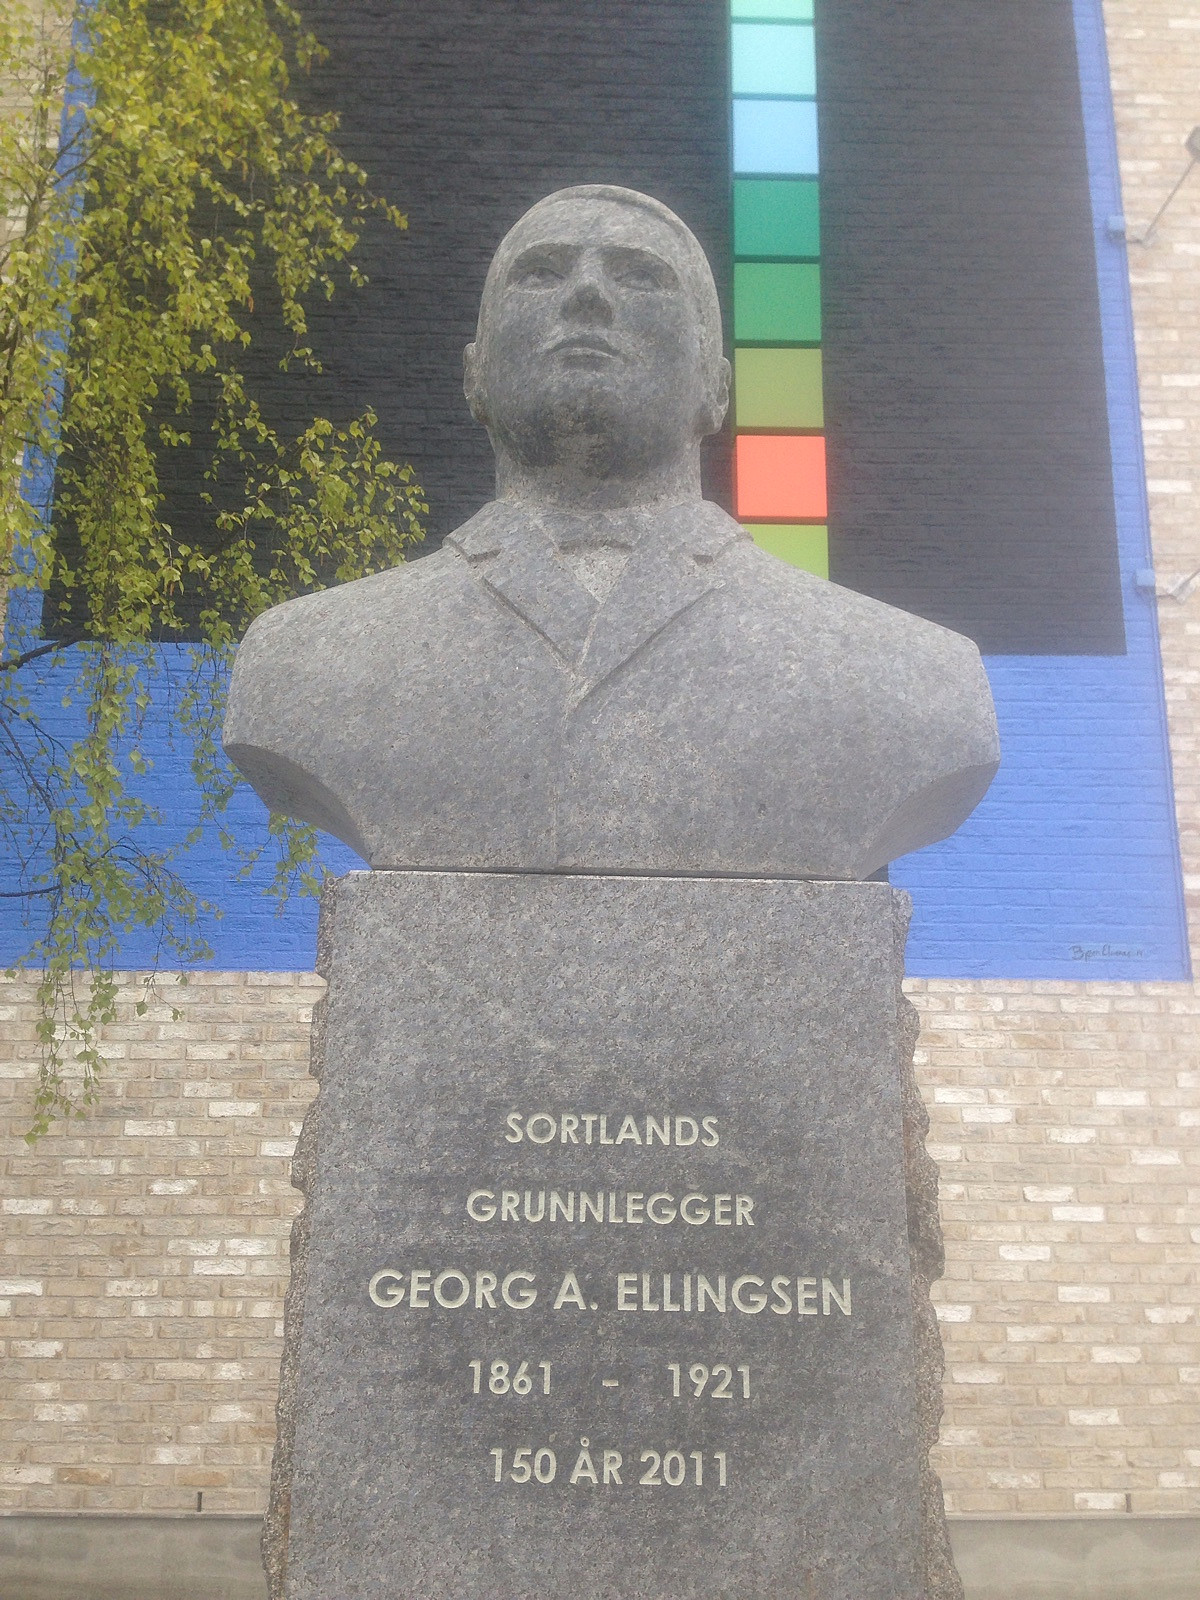 SORTLANDS
GRUNNLEGGER
GEORG A. ELLINGSEN
1861 - 1921
150 ÅR 2011